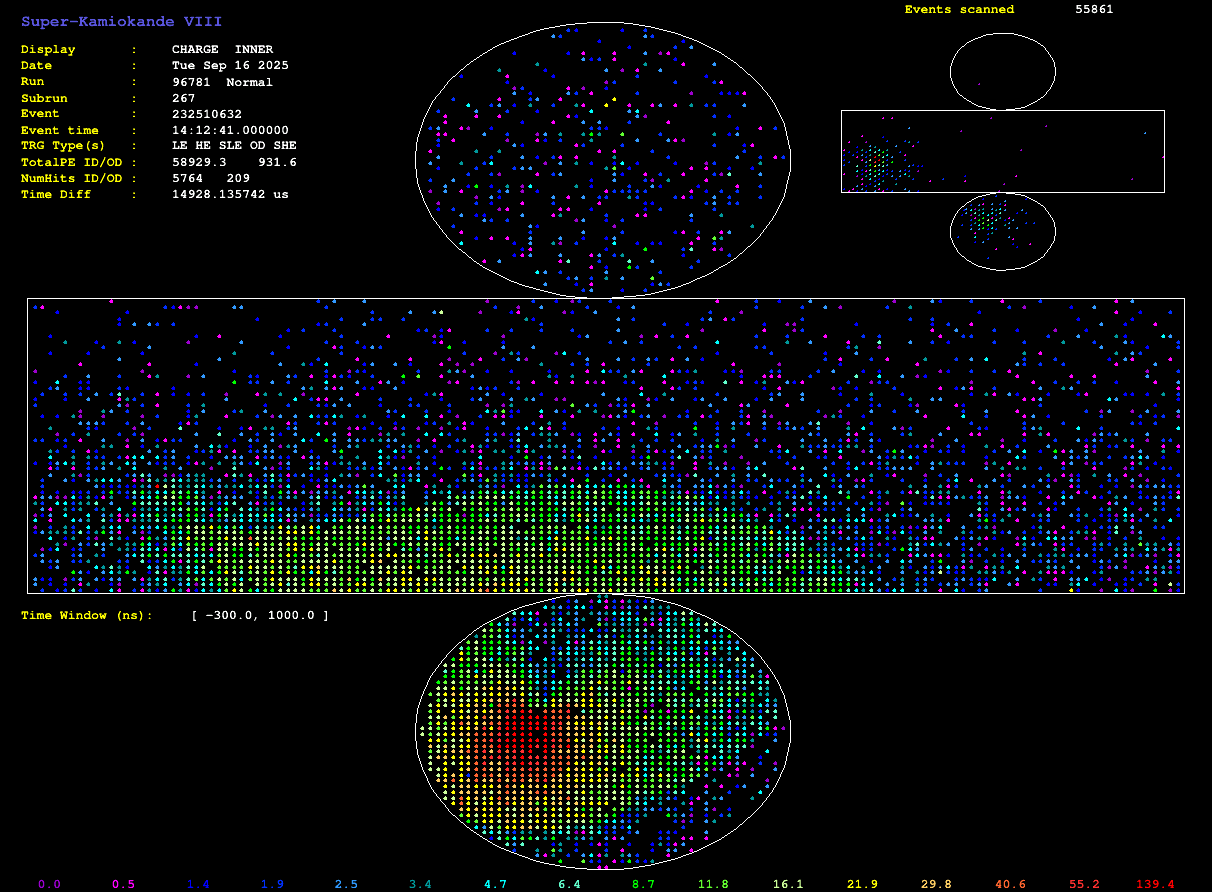 Super-Kamiokande VIII
Events scanned 55861
Display : CHARGE INNER
Date : Tue Sep 16 2025
Run : 96781 Normal
Subrun : 267
Event : 232510632
Event time : 14:12:41.000000
TRG Type(s) : LE HE SLE OD SHE
TotalPE ID/OD : 58929.3 931.6
NumHits ID/OD : 5764 209
Time Diff : 14928.135742 us
Time Window (ns): [ -300.0, 1000.0 ]
0.0 0.5 1.4 1.9 2.5 3.4 4.7 6.4 8.7 11.8 16.1 21.9 29.8 40.6 55.2 139.4